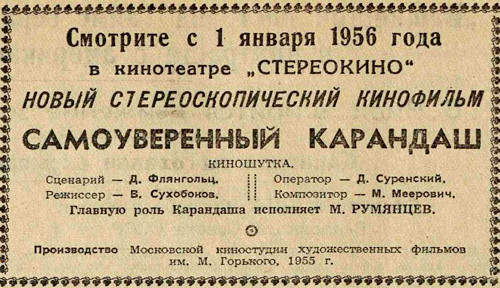 Смотрите с 1 января 1956 года
в кинотеатре „СТЕРЕОКИНО“
НОВЫЙ СТЕРЕОСКОПИЧЕСКИЙ КИНОФИЛЬМ
САМОУВЕРЕННЫЙ КАРАНДАШ
КИНОШУТКА.
Сценарий — Д. Флянгольц.
Режиссер — В. Сухобоков.
Оператор — Д. Суренский.
Композитор — М. Меерович.
Главную роль Карандаша исполняет М. РУМЯНЦЕВ.
Производство Московской киностудии художественных фильмов
им. М. Горького, 1955 г.